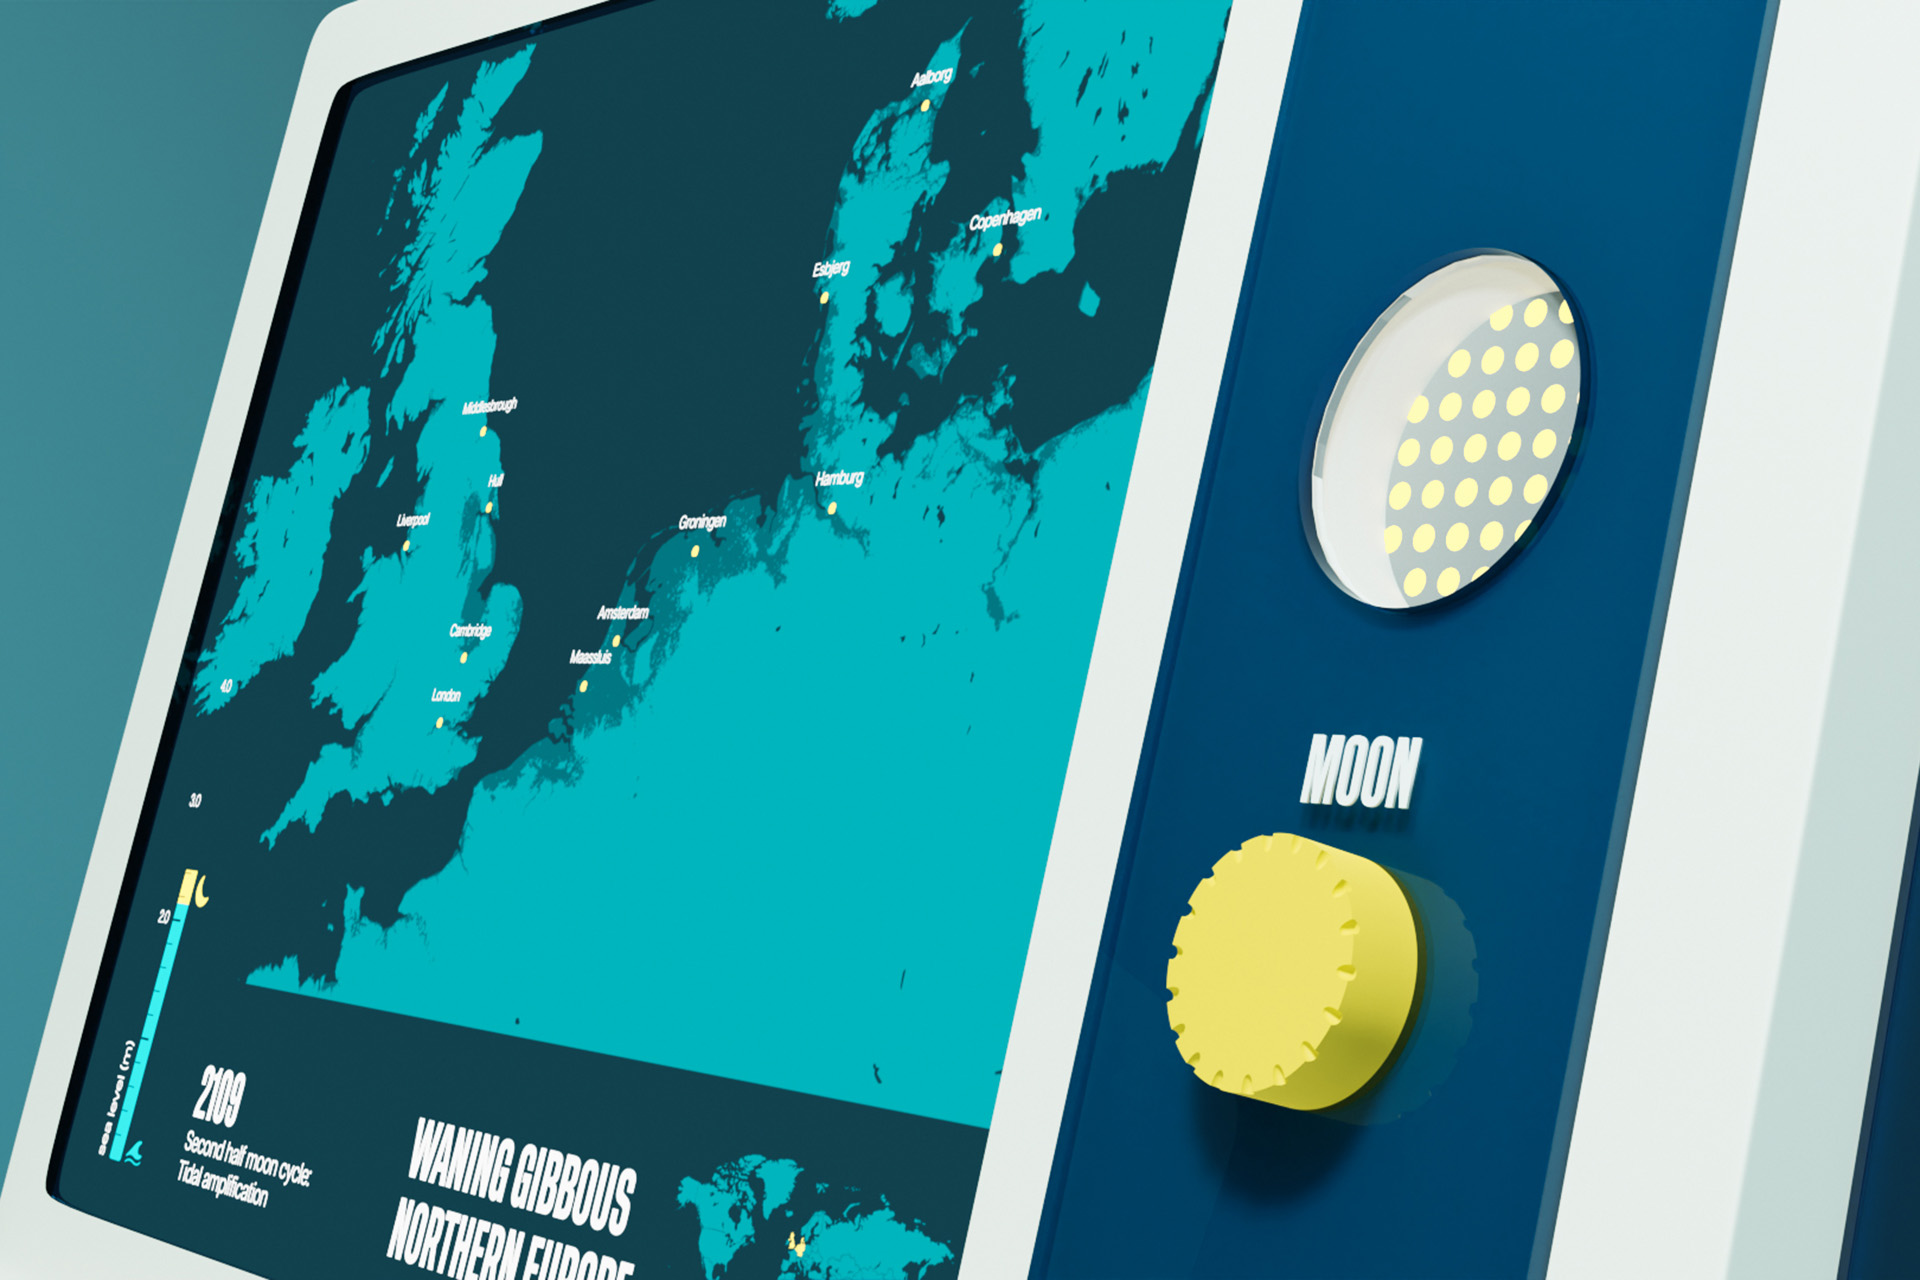 Aalborg
Copenhagen
Esbjerg
Middlesbrough
Hull
Hamburg
Liverpool
Groningen
Cambridge
Amsterdam
Maassluis
London
4.0
3.0
2.0
sea level (m)
2109
Second half moon cycle:
Tidal amplification
WANING GIBBOUS
NORTHERN EUROPE
MOON